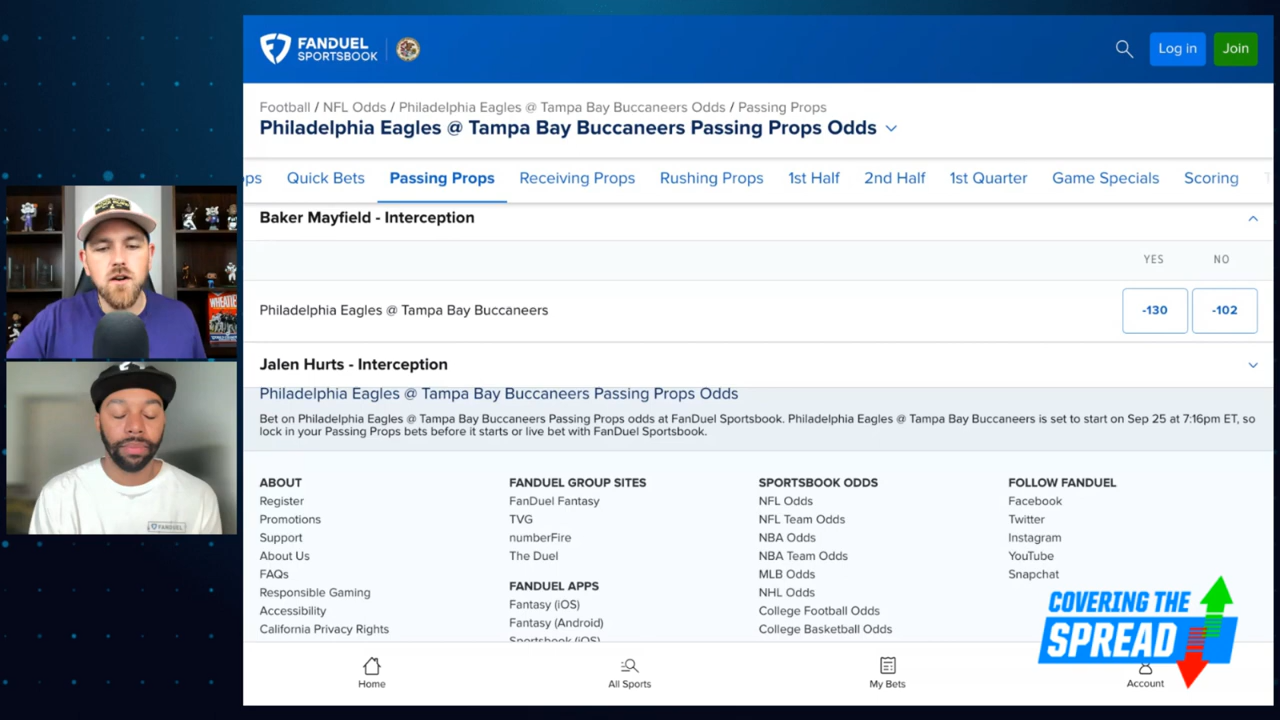 FANDUEL
SPORTSBOOK
Log in
Join
Football / NFL Odds / Philadelphia Eagles @ Tampa Bay Buccaneers Odds / Passing Props
Philadelphia Eagles @ Tampa Bay Buccaneers Passing Props Odds
ps Quick Bets Passing Props Receiving Props Rushing Props 1st Half 2nd Half 1st Quarter Game Specials Scoring
Baker Mayfield - Interception
YES NO
Philadelphia Eagles @ Tampa Bay Buccaneers -130 -102
Jalen Hurts - Interception
Philadelphia Eagles @ Tampa Bay Buccaneers Passing Props Odds
Bet on Philadelphia Eagles @ Tampa Bay Buccaneers Passing Props odds at FanDuel Sportsbook. Philadelphia Eagles @ Tampa Bay Buccaneers is set to start on Sep 25 at 7:16pm ET, so
lock in your Passing Props bets before it starts or live bet with FanDuel Sportsbook.
ABOUT
Register
Promotions
Support
About Us
FAQs
Responsible Gaming
Accessibility
California Privacy Rights
FANDUEL GROUP SITES
FanDuel Fantasy
TVG
numberFire
The Duel
FANDUEL APPS
Fantasy (iOS)
Fantasy (Android)
Sportsbook (iOS)
SPORTSBOOK ODDS
NFL Odds
NFL Team Odds
NBA Odds
NBA Team Odds
MLB Odds
NHL Odds
College Football Odds
College Basketball Odds
FOLLOW FANDUEL
Facebook
Twitter
Instagram
YouTube
Snapchat
COVERING THE
SPREAD
Home
All Sports
My Bets
Account
WHEATIES
FANDUEL